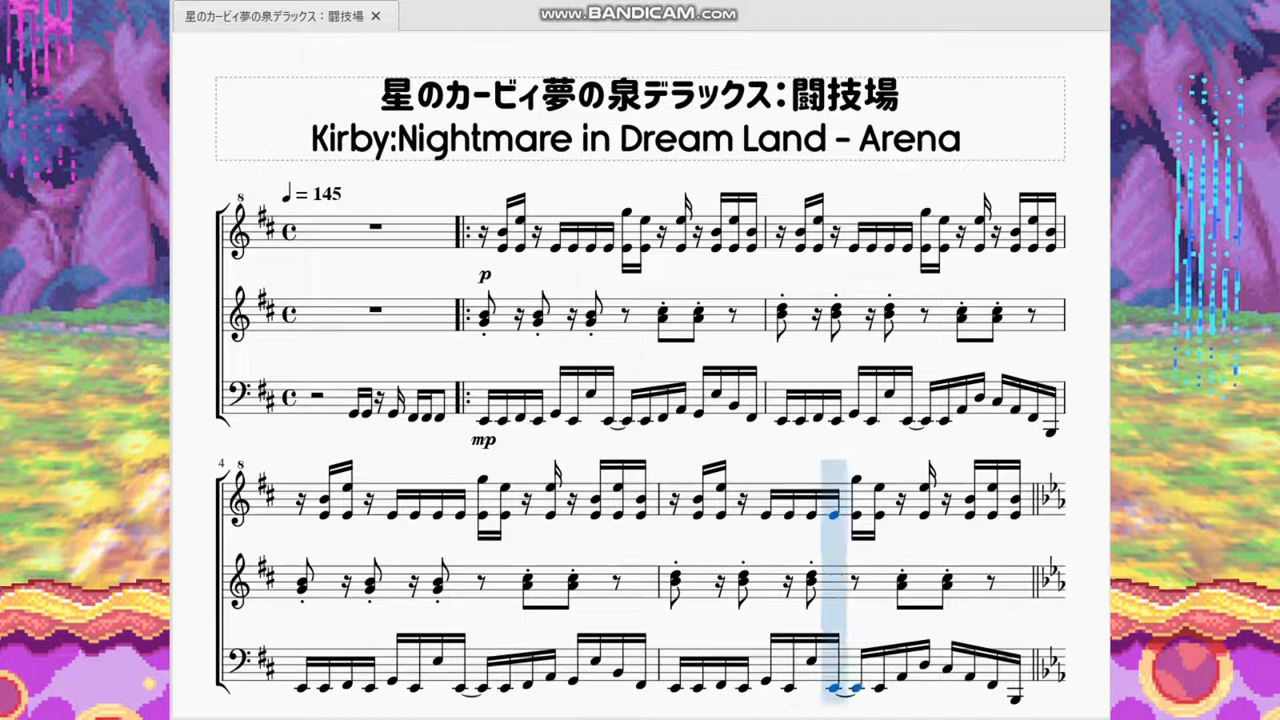 星のカービィ夢の泉デラックス：闘技場 ×
www.BANDICAM.com
星のカービィ夢の泉デラックス：闘技場
Kirby:Nightmare in Dream Land - Arena
♩ = 145
8
p
mp
4
8